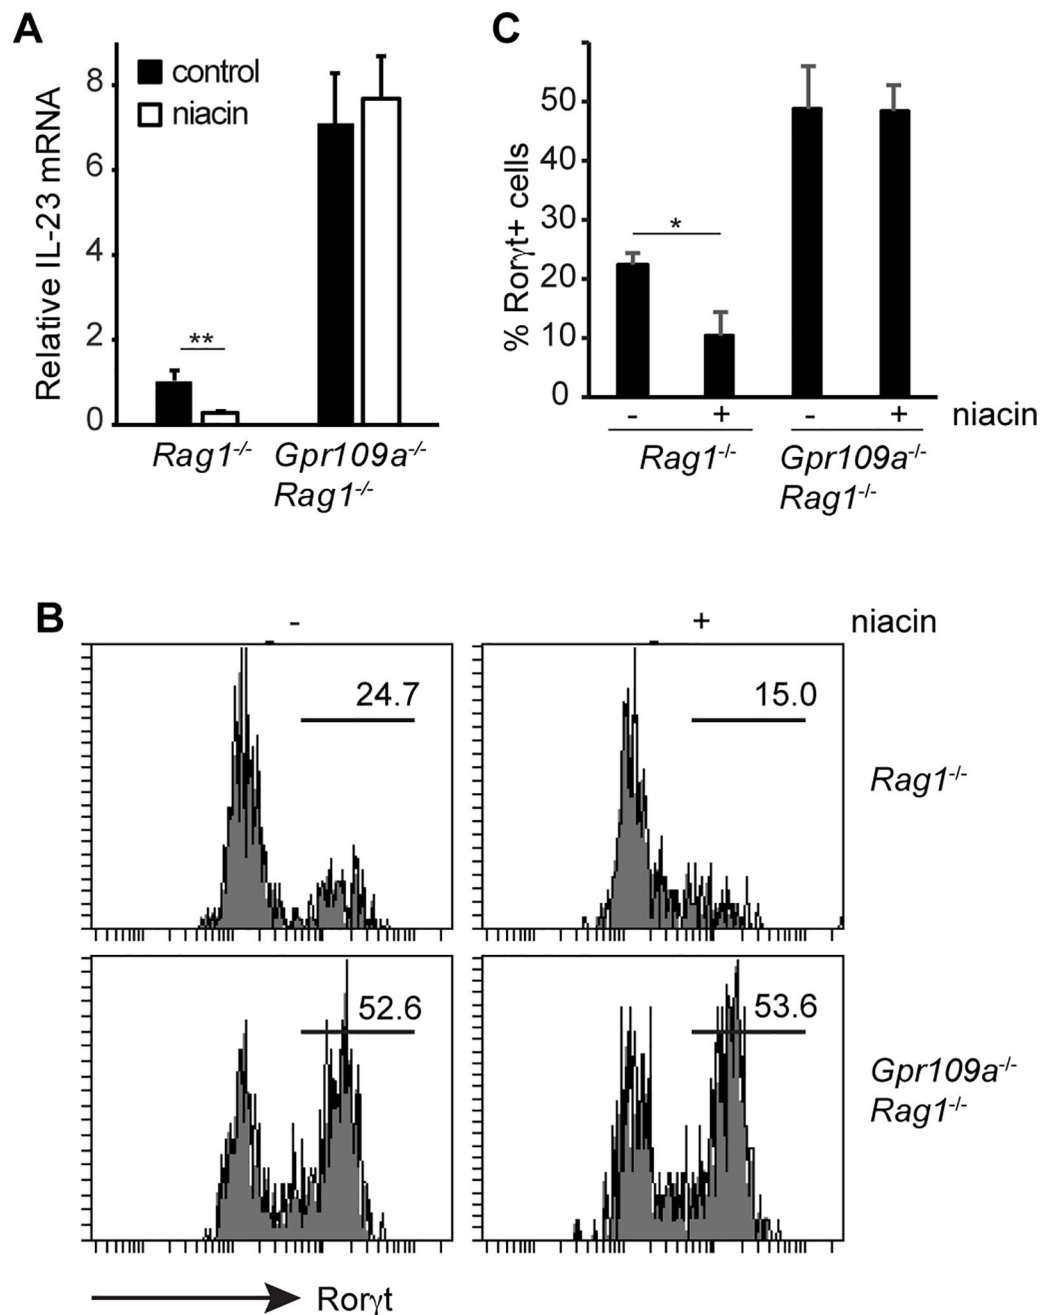 A
Relative IL-23 mRNA
8
6
4
2
0
control
niacin
**
Rag1-/-
Gpr109a-/-
Rag1-/-
C
% Rorγt+ cells
50
40
30
20
10
0
*
- + - + niacin
Rag1-/-
Gpr109a-/-
Rag1-/-
B
- + niacin
24.7
15.0
Rag1-/-
52.6
53.6
Gpr109a-/-
Rag1-/-
Rorγt